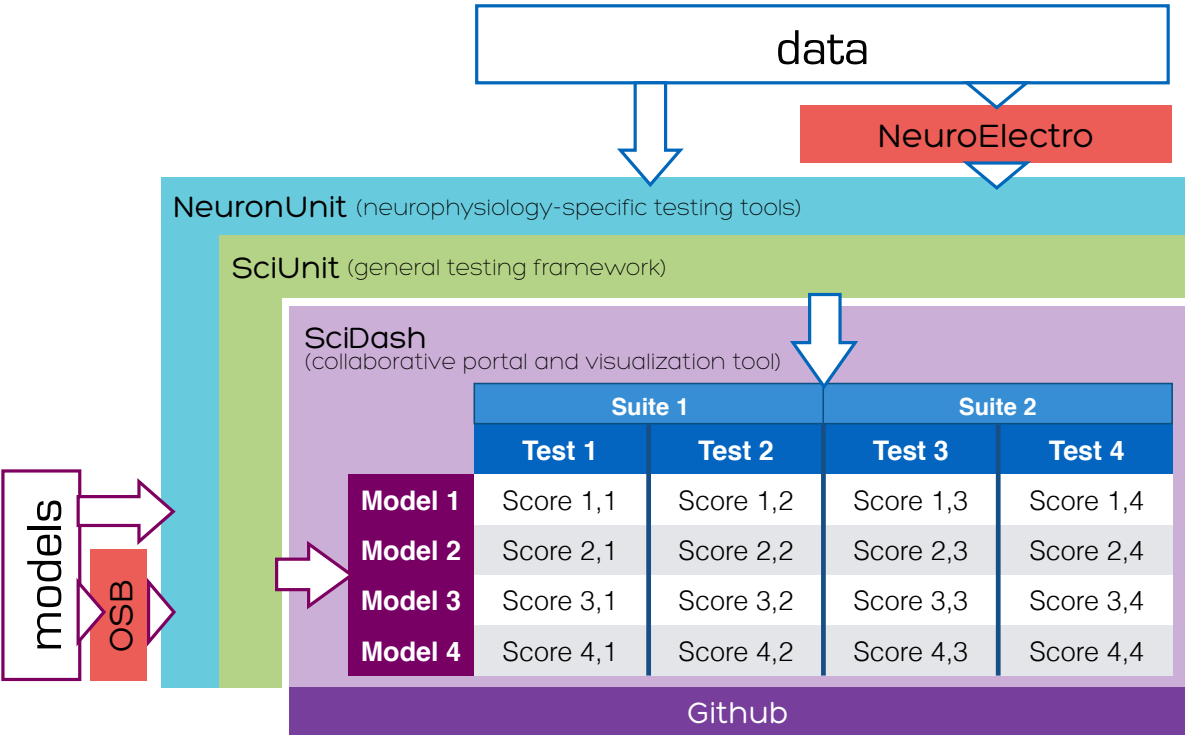 data
NeuroElectro
NeuronUnit (neurophysiology-specific testing tools)
SciUnit (general testing framework)
SciDash
(collaborative portal and visualization tool)
Suite 1 Suite 2
Test 1 Test 2 Test 3 Test 4
Model 1 Score 1,1 Score 1,2 Score 1,3 Score 1,4
Model 2 Score 2,1 Score 2,2 Score 2,3 Score 2,4
Model 3 Score 3,1 Score 3,2 Score 3,3 Score 3,4
Model 4 Score 4,1 Score 4,2 Score 4,3 Score 4,4
models
OSB
Github